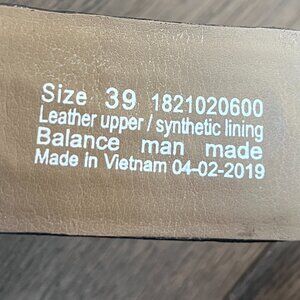 Size 39 1821020600
Leather upper / synthetic lining
Balance man made
Made in Vietnam 04-02-2019